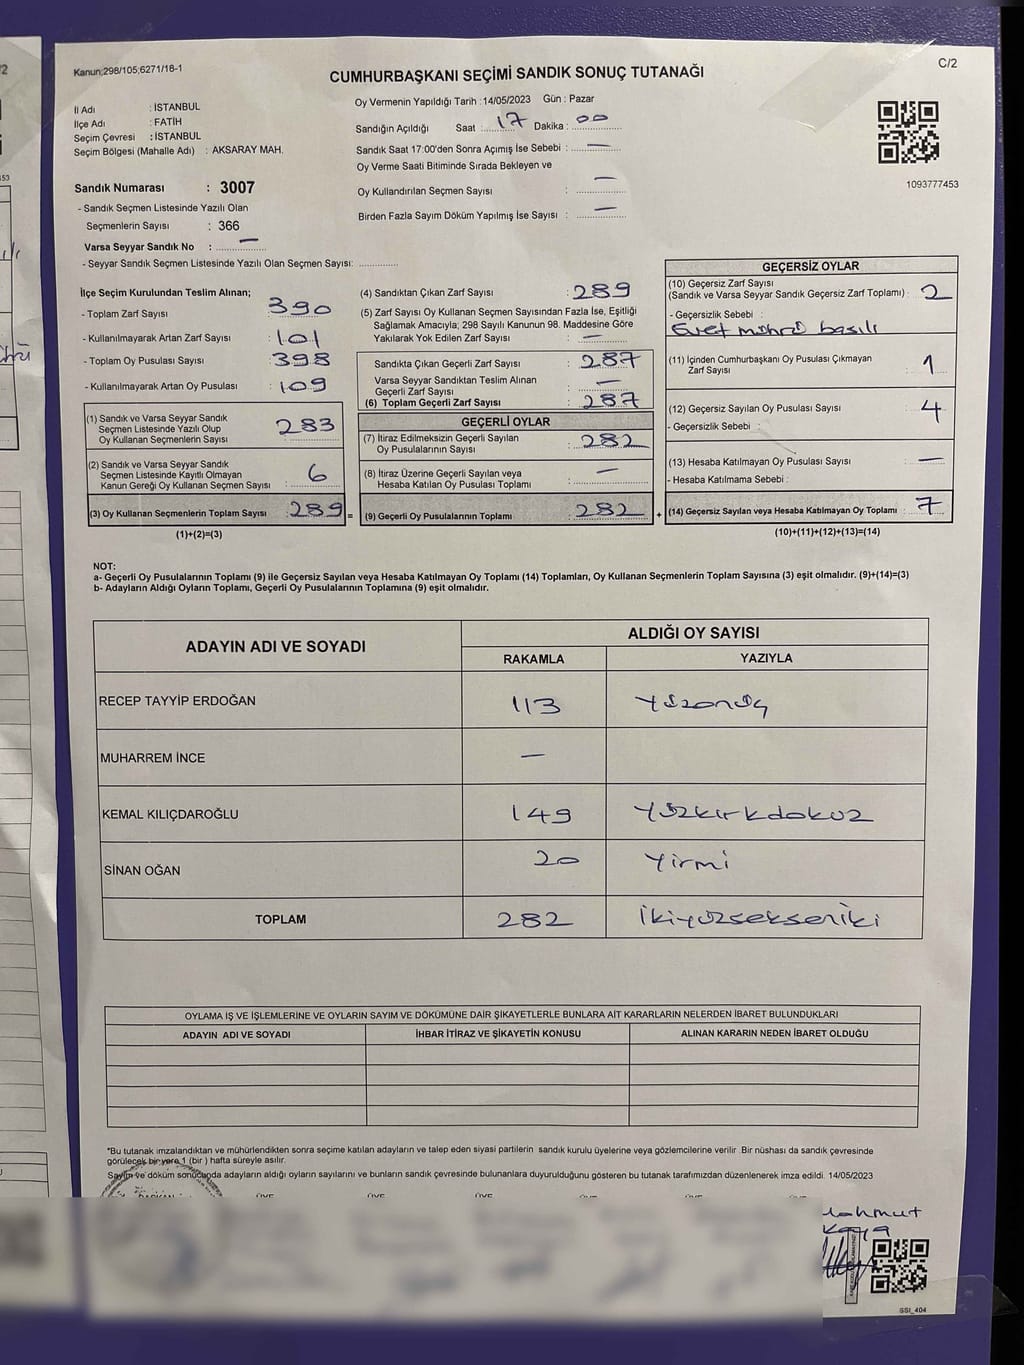 Kanun;298/105;6271/18-1
C/2
CUMHURBAŞKANI SEÇİMİ SANDIK SONUÇ TUTANAĞI
İl Adı : İSTANBUL
İlçe Adı : FATİH
Seçim Çevresi : İSTANBUL
Seçim Bölgesi (Mahalle Adı) : AKSARAY MAH.
Oy Vermenin Yapıldığı Tarih :14/05/2023 Gün : Pazar
Sandığın Açıldığı Saat : 17 Dakika : 00
Sandık Saat 17:00'den Sonra Açımış İse Sebebi : —
Oy Verme Saati Bitiminde Sırada Bekleyen ve
Oy Kullandırılan Seçmen Sayısı : —
Birden Fazla Sayım Döküm Yapılmış İse Sayısı : —
1093777453
Sandık Numarası : 3007
- Sandık Seçmen Listesinde Yazılı Olan
Seçmenlerin Sayısı : 366
Varsa Seyyar Sandık No : —
- Seyyar Sandık Seçmen Listesinde Yazılı Olan Seçmen Sayısı:
İlçe Seçim Kurulundan Teslim Alınan;
- Toplam Zarf Sayısı : 390
- Kullanılmayarak Artan Zarf Sayısı : 101
- Toplam Oy Pusulası Sayısı : 398
- Kullanılmayarak Artan Oy Pusulası : 109
(1) Sandık ve Varsa Seyyar Sandık
Seçmen Listesinde Yazılı Olup
Oy Kullanan Seçmenlerin Sayısı : 283
(2) Sandık ve Varsa Seyyar Sandık
Seçmen Listesinde Kayıtlı Olmayan
Kanun Gereği Oy Kullanan Seçmen Sayısı : 6
(3) Oy Kullanan Seçmenlerin Toplam Sayısı : 289 =
(1)+(2)=(3)
(4) Sandıktan Çıkan Zarf Sayısı : 289
(5) Zarf Sayısı Oy Kullanan Seçmen Sayısından Fazla İse, Eşitliği
Sağlamak Amacıyla; 298 Sayılı Kanunun 98. Maddesine Göre
Yakılarak Yok Edilen Zarf Sayısı : —
Sandıkta Çıkan Geçerli Zarf Sayısı : 287
Varsa Seyyar Sandıktan Teslim Alınan
Geçerli Zarf Sayısı : —
(6) Toplam Geçerli Zarf Sayısı : 287
GEÇERLİ OYLAR
(7) İtiraz Edilmeksizin Geçerli Sayılan
Oy Pusulalarının Sayısı : 282
(8) İtiraz Üzerine Geçerli Sayılan veya
Hesaba Katılan Oy Pusulası Toplamı : —
(9) Geçerli Oy Pusulalarının Toplamı : 282 +
GEÇERSİZ OYLAR
(10) Geçersiz Zarf Sayısı
(Sandık ve Varsa Seyyar Sandık Geçersiz Zarf Toplamı) : 2
- Geçersizlik Sebebi :
Evet mührü basılı
(11) İçinden Cumhurbaşkanı Oy Pusulası Çıkmayan
Zarf Sayısı : 1
(12) Geçersiz Sayılan Oy Pusulası Sayısı : 4
- Geçersizlik Sebebi :
(13) Hesaba Katılmayan Oy Pusulası Sayısı : —
- Hesaba Katılmama Sebebi :
(14) Geçersiz Sayılan veya Hesaba Katılmayan Oy Toplamı : 7
(10)+(11)+(12)+(13)=(14)
NOT:
a- Geçerli Oy Pusulalarının Toplamı (9) ile Geçersiz Sayılan veya Hesaba Katılmayan Oy Toplamı (14) Toplamları, Oy Kullanan Seçmenlerin Toplam Sayısına (3) eşit olmalıdır. (9)+(14)=(3)
b- Adayların Aldığı Oyların Toplamı, Geçerli Oy Pusulalarının Toplamına (9) eşit olmalıdır.
ADAYIN ADI VE SOYADI ALDIĞI OY SAYISI
RAKAMLA YAZIYLA
RECEP TAYYİP ERDOĞAN 113 Yüzonüç
MUHARREM İNCE —
KEMAL KILIÇDAROĞLU 149 Yüzkırkdokuz
SİNAN OĞAN 20 Yirmi
TOPLAM 282 İkiyüzsekseniki
OYLAMA İŞ VE İŞLEMLERİNE VE OYLARIN SAYIM VE DÖKÜMÜNE DAİR ŞİKAYETLERLE BUNLARA AİT KARARLARIN NELERDEN İBARET BULUNDUKLARI
ADAYIN ADI VE SOYADI İHBAR İTİRAZ VE ŞİKAYETİN KONUSU ALINAN KARARIN NEDEN İBARET OLDUĞU
*Bu tutanak imzalandıktan ve mühürlendikten sonra seçime katılan adayların ve talep eden siyasi partilerin sandık kurulu üyelerine veya gözlemcilerine verilir .Bir nüshası da sandık çevresinde
görülecek bir yere 1 (bir ) hafta süreyle asılır.
Sayım ve döküm sonucunda adayların aldığı oyların sayılarını ve bunların sandık çevresinde bulunanlara duyurulduğunu gösteren bu tutanak tarafımızdan düzenlenerek imza edildi. 14/05/2023
Mahmut
Kaya
GSI_404